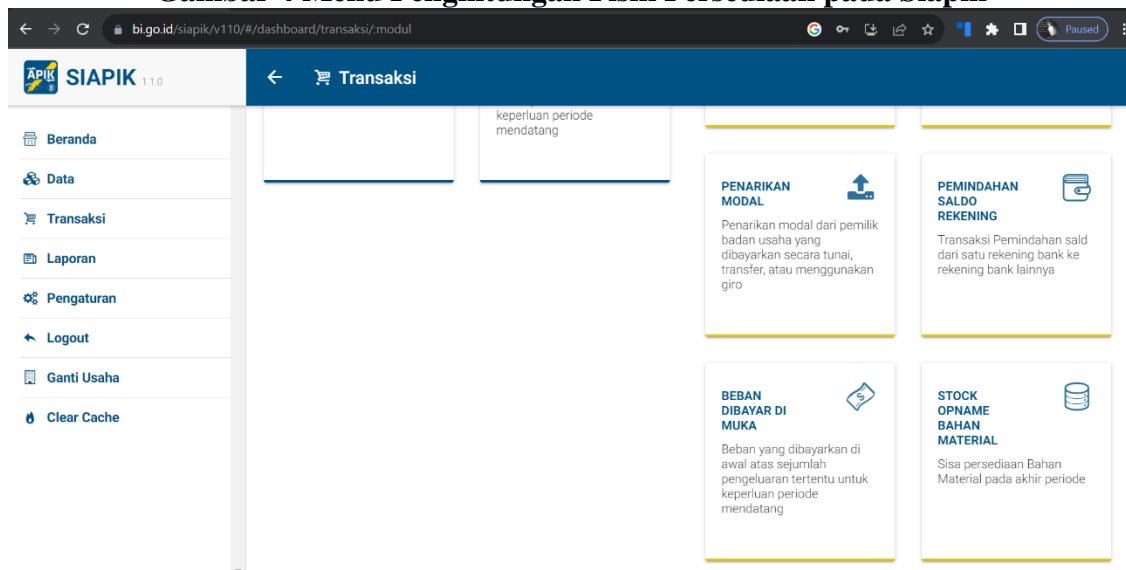 Gambar 4 Menu Penghitungan Fisik Persediaan pada Siapik
bi.go.id/siapik/v110/#/dashboard/transaksi/:modul
Paused
APIK
SIAPIK 1.1.0
Transaksi
Beranda
Data
Transaksi
Laporan
Pengaturan
Logout
Ganti Usaha
Clear Cache
keperluan periode
mendatang
PENARIKAN
MODAL
Penarikan modal dari pemilik
badan usaha yang
dibayarkan secara tunai,
transfer, atau menggunakan
giro
PEMINDAHAN
SALDO
REKENING
Transaksi Pemindahan sald
dari satu rekening bank ke
rekening bank lainnya
BEBAN
DIBAYAR DI
MUKA
Beban yang dibayarkan di
awal atas sejumlah
pengeluaran tertentu untuk
keperluan periode
mendatang
STOCK
OPNAME
BAHAN
MATERIAL
Sisa persediaan Bahan
Material pada akhir periode